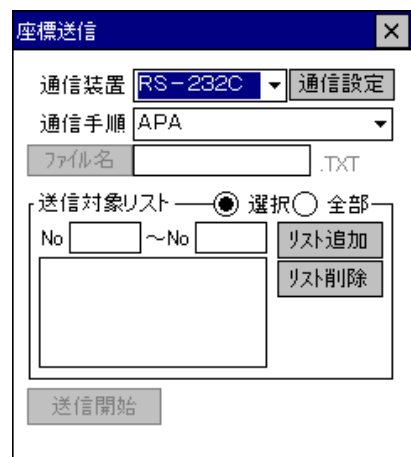 座標送信
通信装置 RS-232C 通信設定
通信手順 APA
ファイル名 .TXT
送信対象リスト 選択 全部
No ～No リスト追加
リスト削除
送信開始